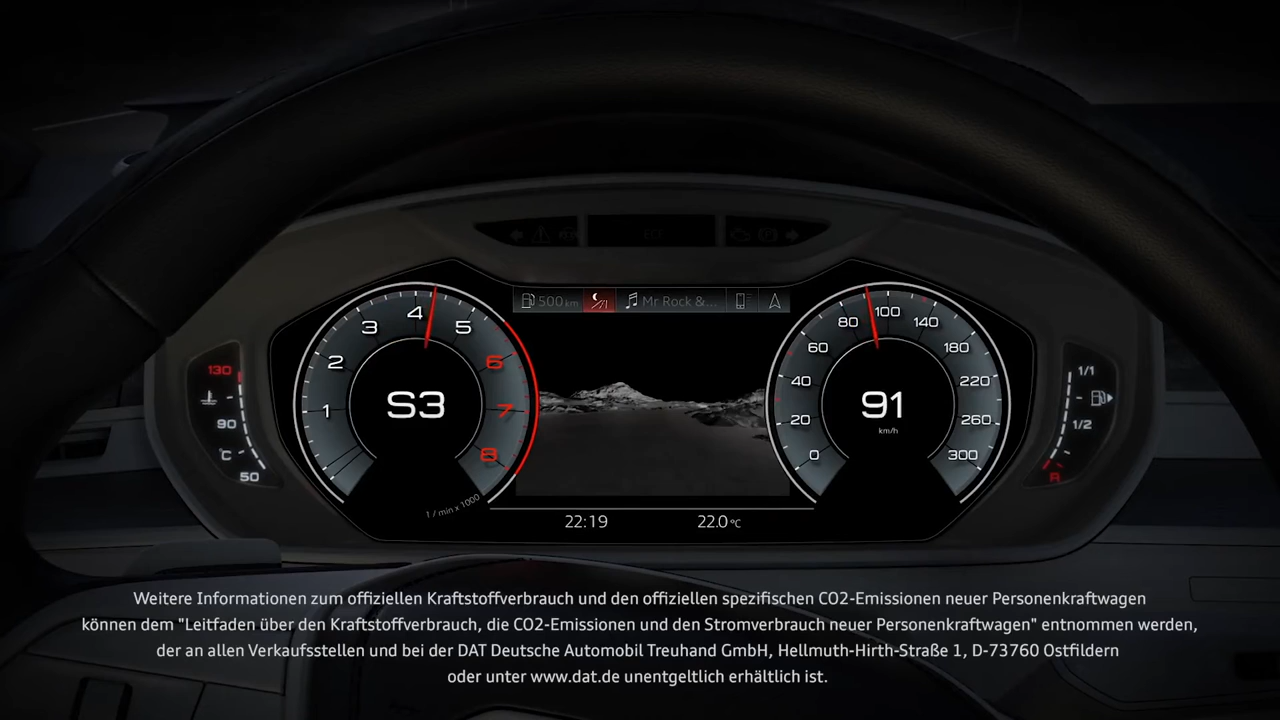 500 km
Mr Rock &...
1
2
3
4
5
6
7
8
S3
1 / min x 1000
0
20
40
60
80
100
140
180
220
260
300
91
km/h
130
90
°C
50
1/1
1/2
R
22:19
22.0 °C
Weitere Informationen zum offiziellen Kraftstoffverbrauch und den offiziellen spezifischen CO2-Emissionen neuer Personenkraftwagen
können dem "Leitfaden über den Kraftstoffverbrauch, die CO2-Emissionen und den Stromverbrauch neuer Personenkraftwagen" entnommen werden,
der an allen Verkaufsstellen und bei der DAT Deutsche Automobil Treuhand GmbH, Hellmuth-Hirth-Straße 1, D-73760 Ostfildern
oder unter www.dat.de unentgeltlich erhältlich ist.